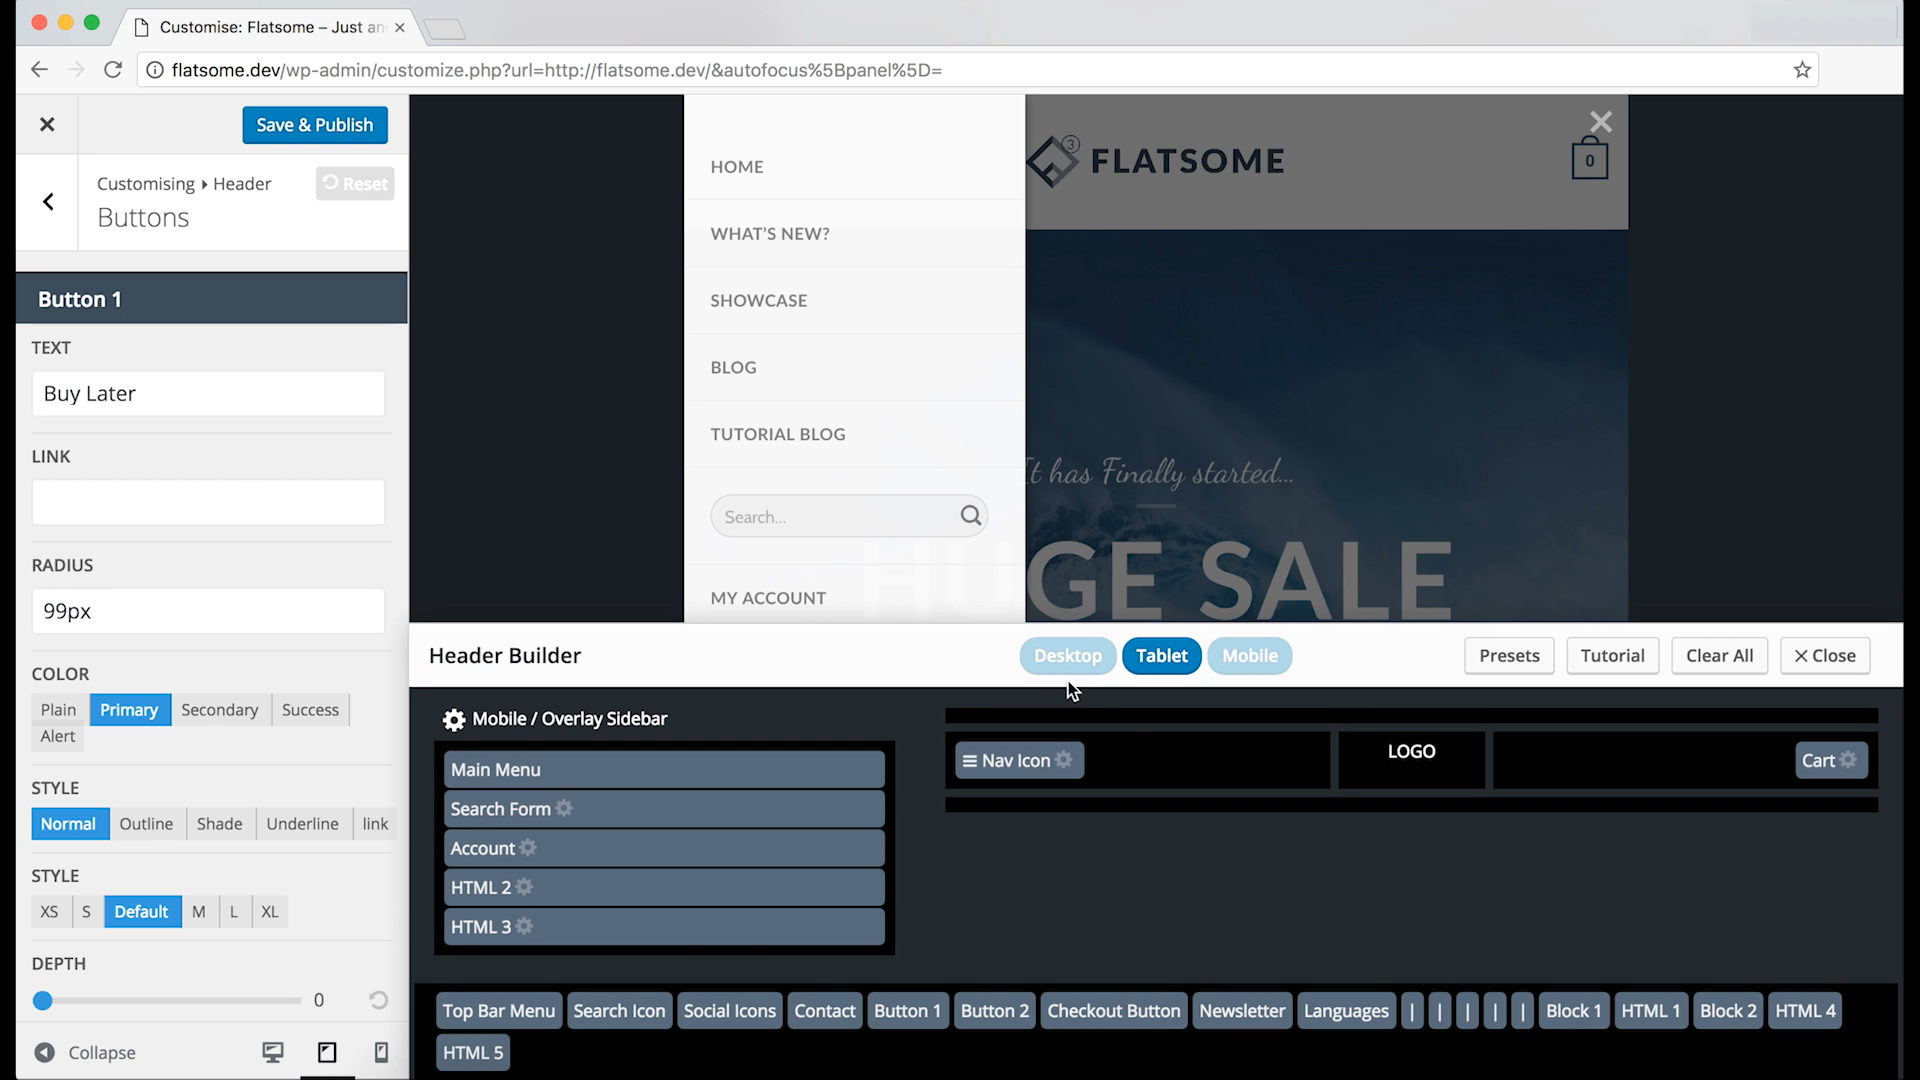 Customise: Flatsome – Just an
flatsome.dev/wp-admin/customize.php?url=http://flatsome.dev/&autofocus%5Bpanel%5D=
Save & Publish
Customising ▸ Header
Reset
Buttons
Button 1
TEXT
Buy Later
LINK
RADIUS
99px
COLOR
Plain Primary Secondary Success
Alert
STYLE
Normal Outline Shade Underline link
STYLE
XS S Default M L XL
DEPTH
0
Collapse
HOME
WHAT'S NEW?
SHOWCASE
BLOG
TUTORIAL BLOG
Search...
MY ACCOUNT
3
FLATSOME
0
It has Finally started...
HUGE SALE
Header Builder
Desktop Tablet Mobile
Presets Tutorial Clear All Close
Mobile / Overlay Sidebar
Main Menu
Search Form
Account
HTML 2
HTML 3
Nav Icon
LOGO
Cart
Top Bar Menu Search Icon Social Icons Contact Button 1 Button 2 Checkout Button Newsletter Languages | | | | | Block 1 HTML 1 Block 2 HTML 4
HTML 5